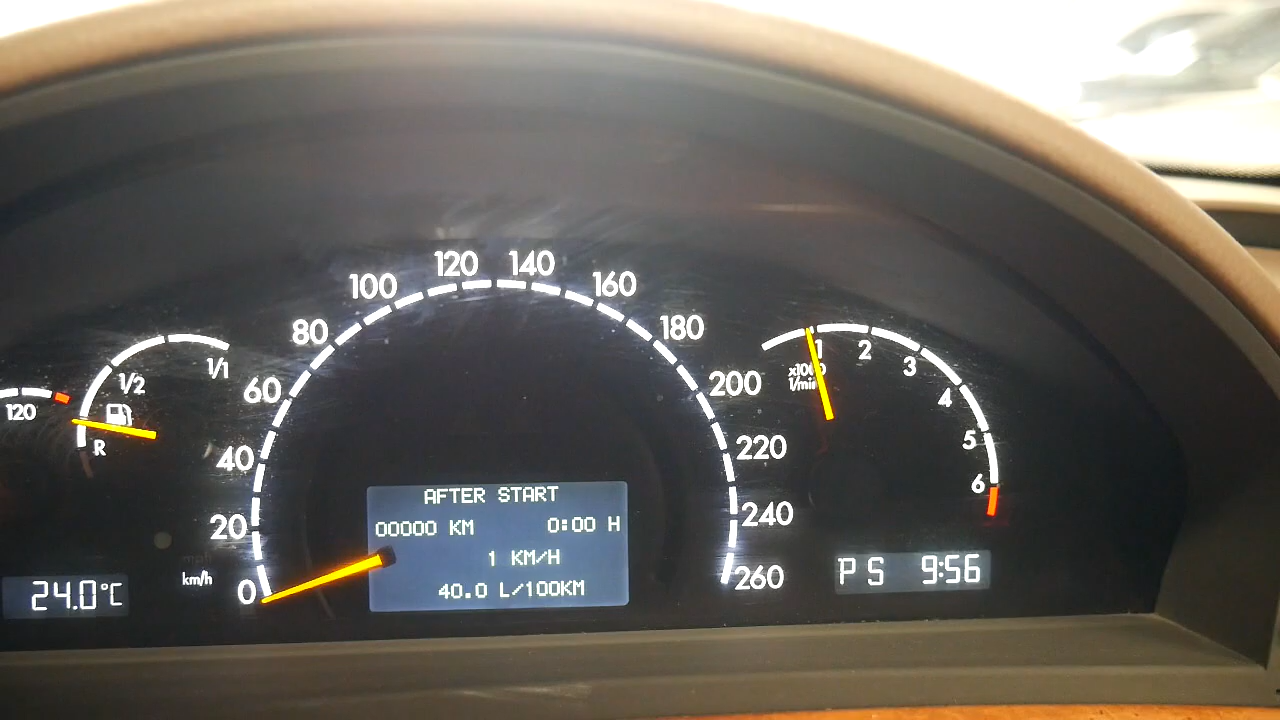 120
1/2
1/1
R
24.0°C
0
20
40
60
80
100
120
140
160
180
200
220
240
260
km/h
AFTER START
00000 KM 0:00 H
1 KM/H
40.0 L/100KM
1
2
3
4
5
6
x1000
1/min
P S 9:56